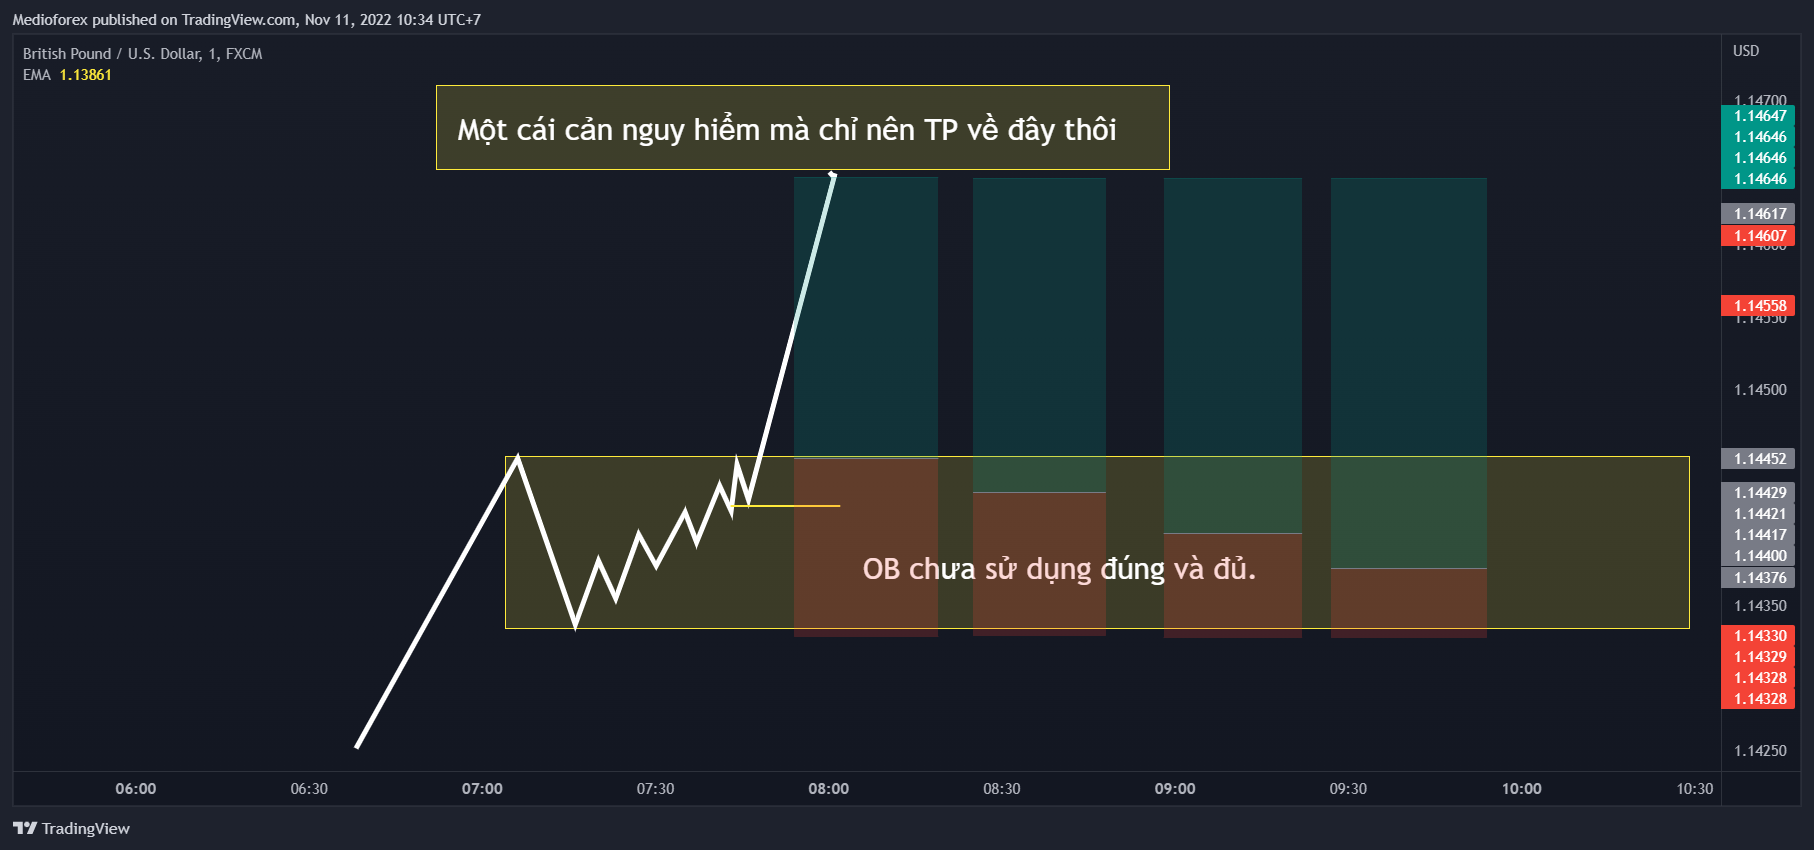 Medioforex published on TradingView.com, Nov 11, 2022 10:34 UTC+7
British Pound / U.S. Dollar, 1, FXCM
EMA 1.13861
USD
Một cái cản nguy hiểm mà chỉ nên TP về đây thôi
1.14700
1.14647
1.14646
1.14646
1.14646
1.14617
1.14607
1.14600
1.14558
1.14550
1.14500
1.14452
1.14429
1.14421
1.14417
1.14400
1.14376
OB chưa sử dụng đúng và đủ.
1.14350
1.14330
1.14329
1.14328
1.14328
1.14250
06:00 06:30 07:00 07:30 08:00 08:30 09:00 09:30 10:00 10:30
TradingView